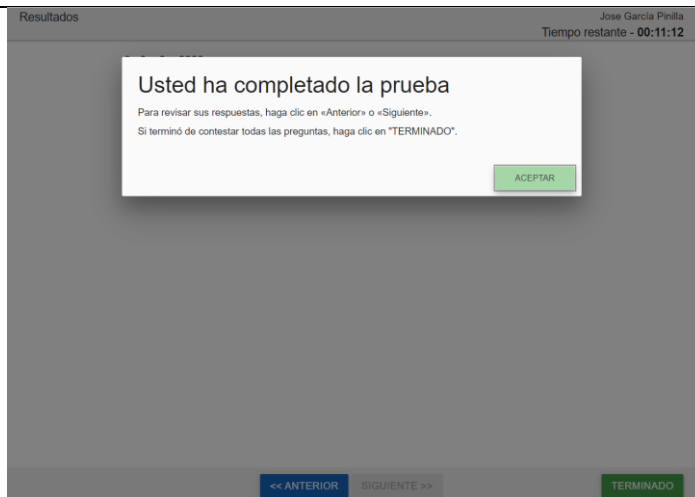 Resultados
Jose García Pinilla
Tiempo restante - 00:11:12
Usted ha completado la prueba
Para revisar sus respuestas, haga clic en «Anterior» o «Siguiente».
Si terminó de contestar todas las preguntas, haga clic en "TERMINADO".
ACEPTAR
<< ANTERIOR
SIGUIENTE >>
TERMINADO